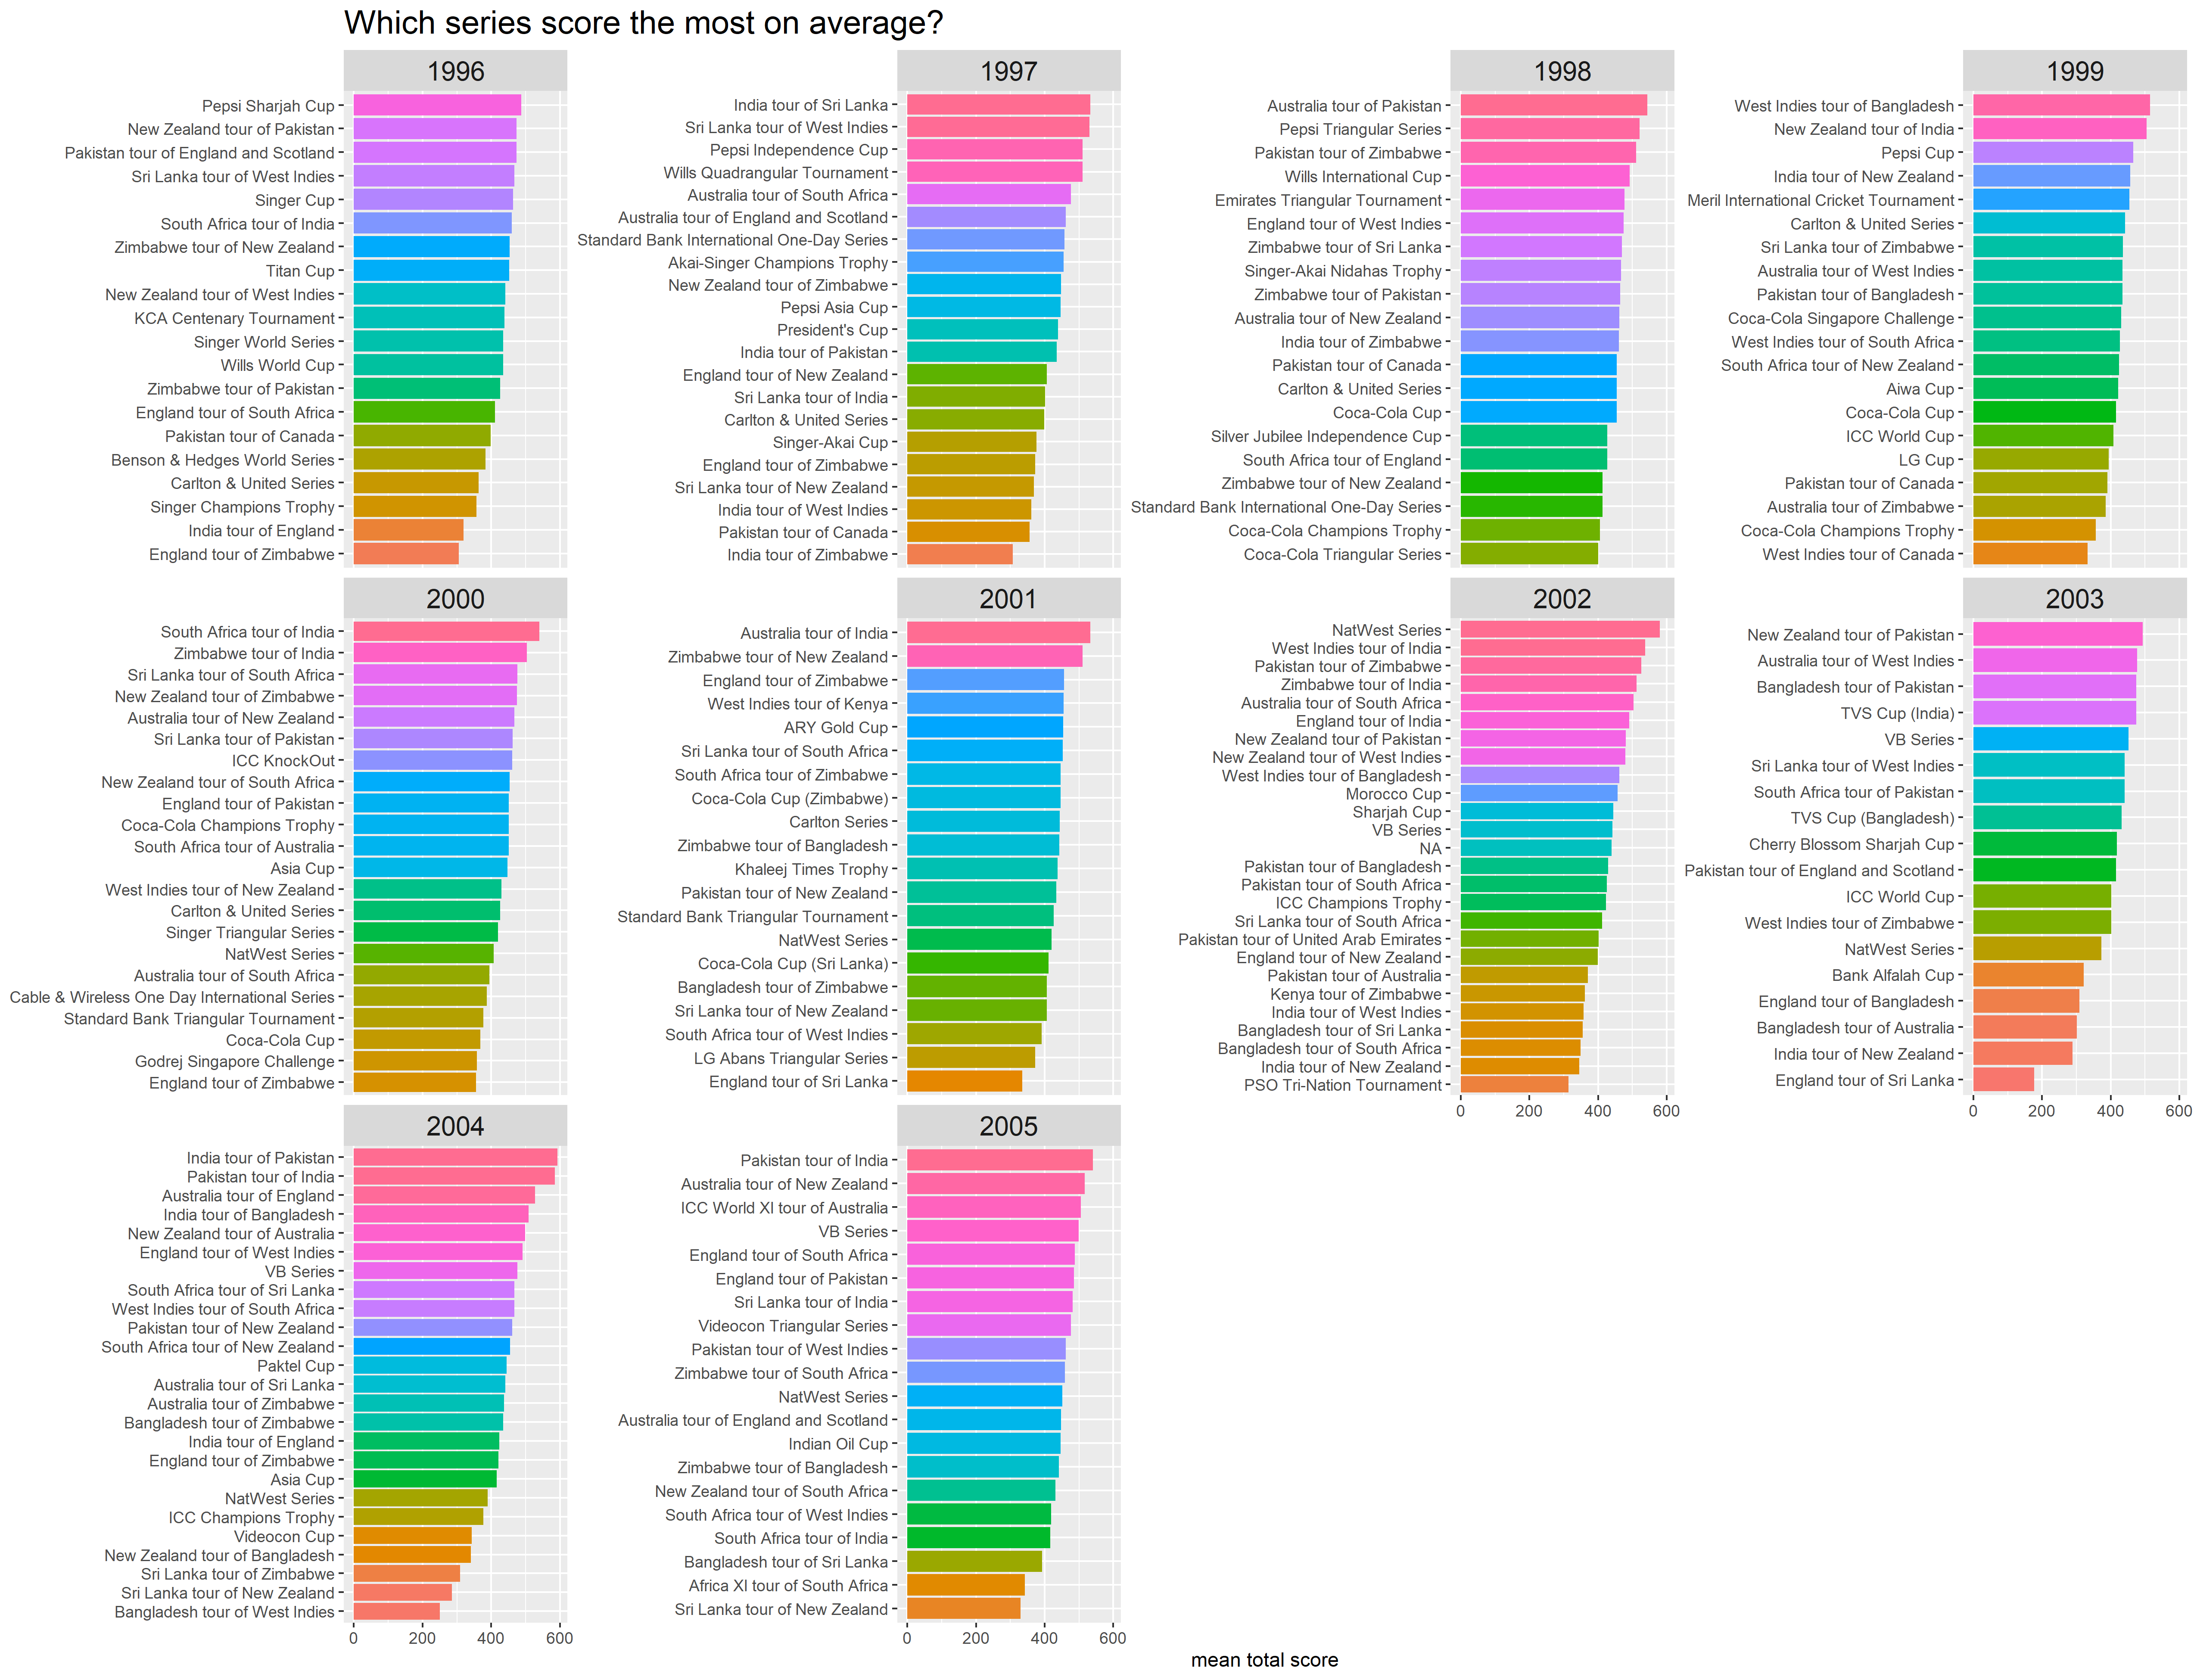 Which series score the most on average?
1996
Pepsi Sharjah Cup
New Zealand tour of Pakistan
Pakistan tour of England and Scotland
Sri Lanka tour of West Indies
Singer Cup
South Africa tour of India
Zimbabwe tour of New Zealand
Titan Cup
New Zealand tour of West Indies
KCA Centenary Tournament
Singer World Series
Wills World Cup
Zimbabwe tour of Pakistan
England tour of South Africa
Pakistan tour of Canada
Benson & Hedges World Series
Carlton & United Series
Singer Champions Trophy
India tour of England
England tour of Zimbabwe
1997
India tour of Sri Lanka
Sri Lanka tour of West Indies
Pepsi Independence Cup
Wills Quadrangular Tournament
Australia tour of South Africa
Australia tour of England and Scotland
Standard Bank International One-Day Series
Akai-Singer Champions Trophy
New Zealand tour of Zimbabwe
Pepsi Asia Cup
President's Cup
India tour of Pakistan
England tour of New Zealand
Sri Lanka tour of India
Carlton & United Series
Singer-Akai Cup
England tour of Zimbabwe
Sri Lanka tour of New Zealand
India tour of West Indies
Pakistan tour of Canada
India tour of Zimbabwe
1998
Australia tour of Pakistan
Pepsi Triangular Series
Pakistan tour of Zimbabwe
Wills International Cup
Emirates Triangular Tournament
England tour of West Indies
Zimbabwe tour of Sri Lanka
Singer-Akai Nidahas Trophy
Zimbabwe tour of Pakistan
Australia tour of New Zealand
India tour of Zimbabwe
Pakistan tour of Canada
Carlton & United Series
Coca-Cola Cup
Silver Jubilee Independence Cup
South Africa tour of England
Zimbabwe tour of New Zealand
Standard Bank International One-Day Series
Coca-Cola Champions Trophy
Coca-Cola Triangular Series
1999
West Indies tour of Bangladesh
New Zealand tour of India
Pepsi Cup
India tour of New Zealand
Meril International Cricket Tournament
Carlton & United Series
Sri Lanka tour of Zimbabwe
Australia tour of West Indies
Pakistan tour of Bangladesh
Coca-Cola Singapore Challenge
West Indies tour of South Africa
South Africa tour of New Zealand
Aiwa Cup
Coca-Cola Cup
ICC World Cup
LG Cup
Pakistan tour of Canada
Australia tour of Zimbabwe
Coca-Cola Champions Trophy
West Indies tour of Canada
2000
South Africa tour of India
Zimbabwe tour of India
Sri Lanka tour of South Africa
New Zealand tour of Zimbabwe
Australia tour of New Zealand
Sri Lanka tour of Pakistan
ICC KnockOut
New Zealand tour of South Africa
England tour of Pakistan
Coca-Cola Champions Trophy
South Africa tour of Australia
Asia Cup
West Indies tour of New Zealand
Carlton & United Series
Singer Triangular Series
NatWest Series
Australia tour of South Africa
Cable & Wireless One Day International Series
Standard Bank Triangular Tournament
Coca-Cola Cup
Godrej Singapore Challenge
England tour of Zimbabwe
2001
Australia tour of India
Zimbabwe tour of New Zealand
England tour of Zimbabwe
West Indies tour of Kenya
ARY Gold Cup
Sri Lanka tour of South Africa
South Africa tour of Zimbabwe
Coca-Cola Cup (Zimbabwe)
Carlton Series
Zimbabwe tour of Bangladesh
Khaleej Times Trophy
Pakistan tour of New Zealand
Standard Bank Triangular Tournament
NatWest Series
Coca-Cola Cup (Sri Lanka)
Bangladesh tour of Zimbabwe
Sri Lanka tour of New Zealand
South Africa tour of West Indies
LG Abans Triangular Series
England tour of Sri Lanka
2002
NatWest Series
West Indies tour of India
Pakistan tour of Zimbabwe
Zimbabwe tour of India
Australia tour of South Africa
England tour of India
New Zealand tour of Pakistan
New Zealand tour of West Indies
West Indies tour of Bangladesh
Morocco Cup
Sharjah Cup
VB Series
NA
Pakistan tour of Bangladesh
Pakistan tour of South Africa
ICC Champions Trophy
Sri Lanka tour of South Africa
Pakistan tour of United Arab Emirates
England tour of New Zealand
Pakistan tour of Australia
Kenya tour of Zimbabwe
India tour of West Indies
Bangladesh tour of Sri Lanka
Bangladesh tour of South Africa
India tour of New Zealand
PSO Tri-Nation Tournament
0 200 400 600
2003
New Zealand tour of Pakistan
Australia tour of West Indies
Bangladesh tour of Pakistan
TVS Cup (India)
VB Series
Sri Lanka tour of West Indies
South Africa tour of Pakistan
TVS Cup (Bangladesh)
Cherry Blossom Sharjah Cup
Pakistan tour of England and Scotland
ICC World Cup
West Indies tour of Zimbabwe
NatWest Series
Bank Alfalah Cup
England tour of Bangladesh
Bangladesh tour of Australia
India tour of New Zealand
England tour of Sri Lanka
0 200 400 600
2004
India tour of Pakistan
Pakistan tour of India
Australia tour of England
India tour of Bangladesh
New Zealand tour of Australia
England tour of West Indies
VB Series
South Africa tour of Sri Lanka
West Indies tour of South Africa
Pakistan tour of New Zealand
South Africa tour of New Zealand
Paktel Cup
Australia tour of Sri Lanka
Australia tour of Zimbabwe
Bangladesh tour of Zimbabwe
India tour of England
England tour of Zimbabwe
Asia Cup
NatWest Series
ICC Champions Trophy
Videocon Cup
New Zealand tour of Bangladesh
Sri Lanka tour of Zimbabwe
Sri Lanka tour of New Zealand
Bangladesh tour of West Indies
0 200 400 600
2005
Pakistan tour of India
Australia tour of New Zealand
ICC World XI tour of Australia
VB Series
England tour of South Africa
England tour of Pakistan
Sri Lanka tour of India
Videocon Triangular Series
Pakistan tour of West Indies
Zimbabwe tour of South Africa
NatWest Series
Australia tour of England and Scotland
Indian Oil Cup
Zimbabwe tour of Bangladesh
New Zealand tour of South Africa
South Africa tour of West Indies
South Africa tour of India
Bangladesh tour of Sri Lanka
Africa XI tour of South Africa
Sri Lanka tour of New Zealand
0 200 400 600
mean total score